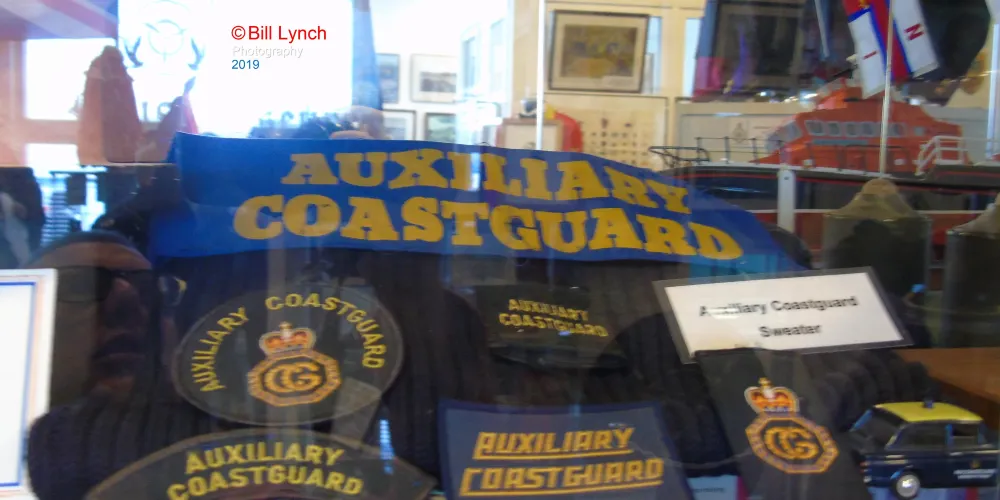 ©Bill Lynch
Photography
2019
AUXILIARY
COASTGUARD
AUXILIARY COASTGUARD
CG
AUXILIARY
COASTGUARD
Auxiliary Coastguard
Sweater
AUXILIARY
COASTGUARD
AUXILIARY
COASTGUARD
CG